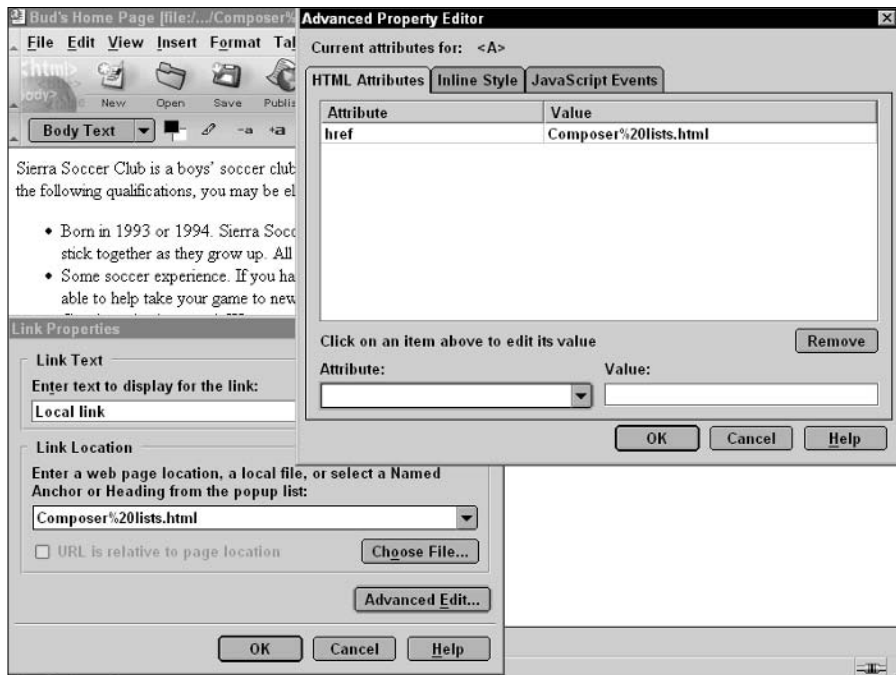 Bud's Home Page [file:/.../Composer%
File Edit View Insert Format Tal
<html>
body>
New Open Save Publis
Body Text -a +a
Sierra Soccer Club is a boys' soccer club
the following qualifications, you may be el
• Born in 1993 or 1994. Sierra Socc
stick together as they grow up. All
• Some soccer experience. If you ha
able to help take your game to new
Advanced Property Editor
Current attributes for: <A>
HTML Attributes Inline Style JavaScript Events
Attribute Value
href Composer%20lists.html
Click on an item above to edit its value
Remove
Attribute: Value:
OK Cancel Help
Link Properties
Link Text
Enter text to display for the link:
Local link
Link Location
Enter a web page location, a local file, or select a Named
Anchor or Heading from the popup list:
Composer%20lists.html
URL is relative to page location
Choose File...
Advanced Edit...
OK Cancel Help